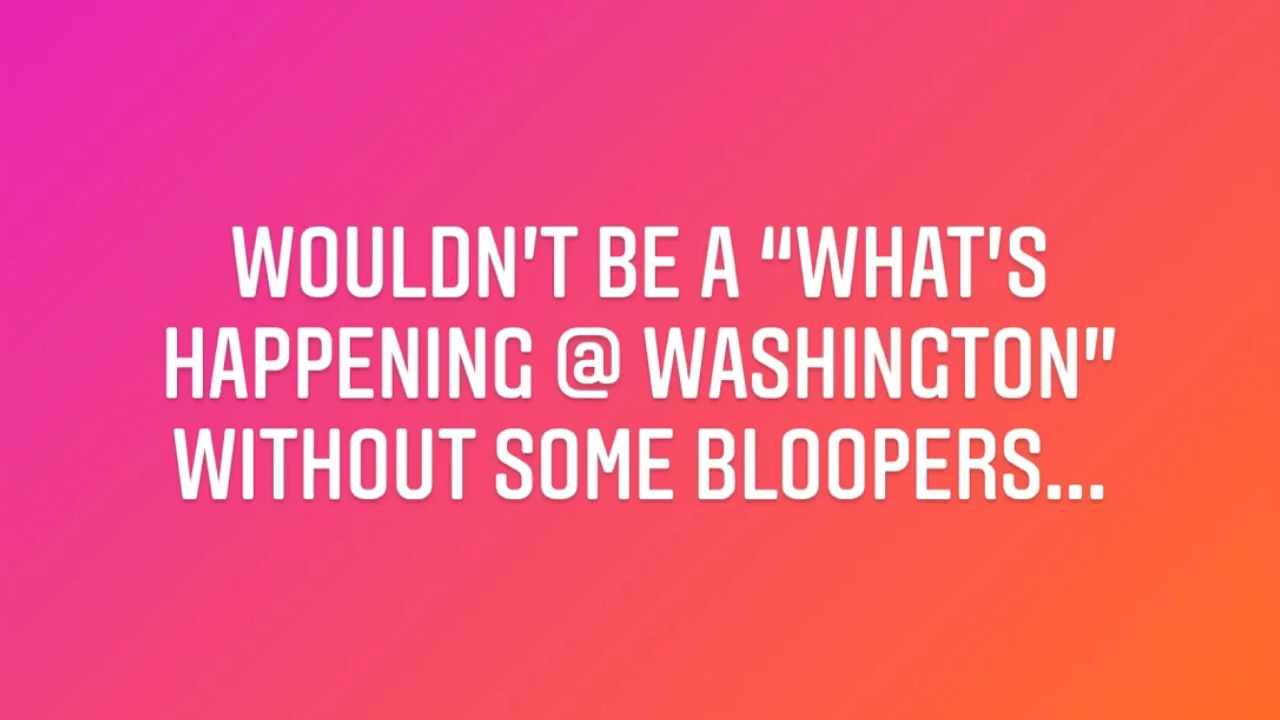 WOULDN'T BE A “WHAT'S
HAPPENING @ WASHINGTON”
WITHOUT SOME BLOOPERS...